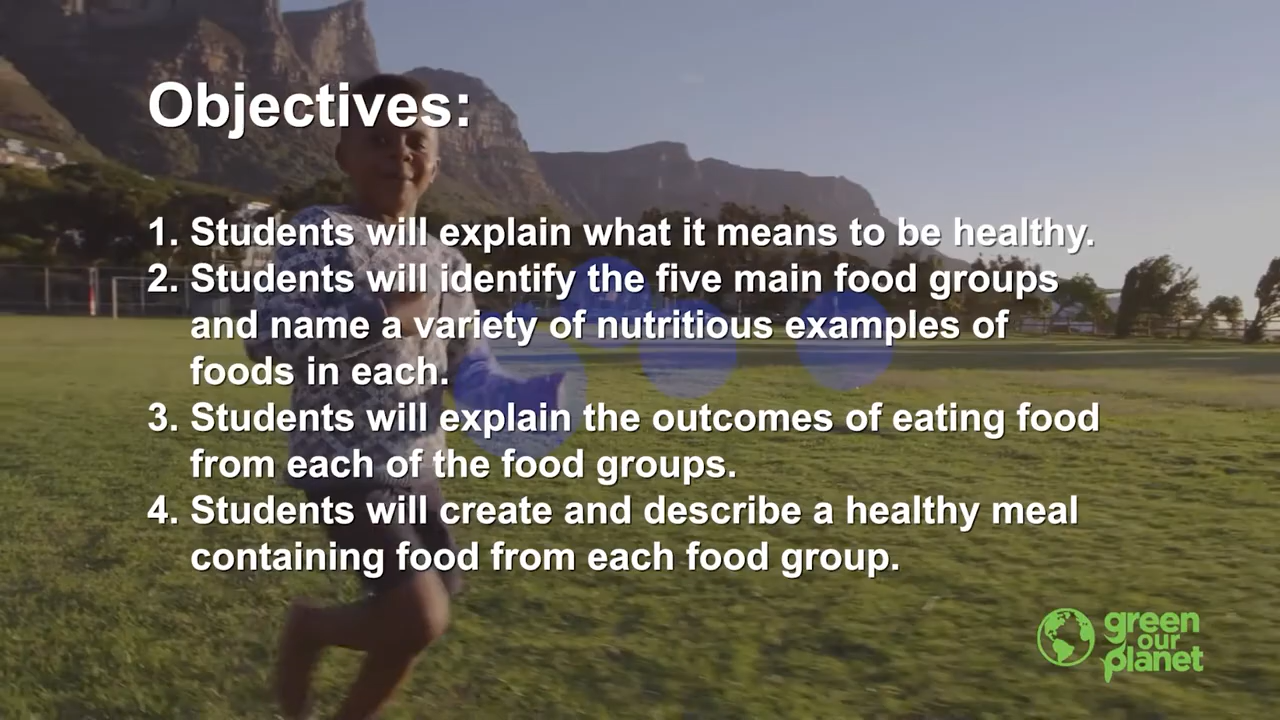 Objectives:
1. Students will explain what it means to be healthy.
2. Students will identify the five main food groups
and name a variety of nutritious examples of
foods in each.
3. Students will explain the outcomes of eating food
from each of the food groups.
4. Students will create and describe a healthy meal
containing food from each food group.
green
our
planet